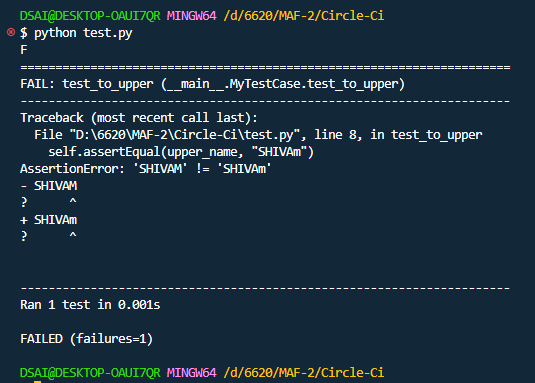 DSAI@DESKTOP-OAUI7QR MINGW64 /d/6620/MAF-2/Circle-Ci
$ python test.py
F
======================================================================
FAIL: test_to_upper (__main__.MyTestCase.test_to_upper)
----------------------------------------------------------------------
Traceback (most recent call last):
  File "D:\6620\MAF-2\Circle-Ci\test.py", line 8, in test_to_upper
    self.assertEqual(upper_name, "SHIVAm")
AssertionError: 'SHIVAM' != 'SHIVAm'
- SHIVAM
?      ^
+ SHIVAm
?      ^
----------------------------------------------------------------------
Ran 1 test in 0.001s
FAILED (failures=1)
DSAI@DESKTOP-OAUI7QR MINGW64 /d/6620/MAF-2/Circle-Ci